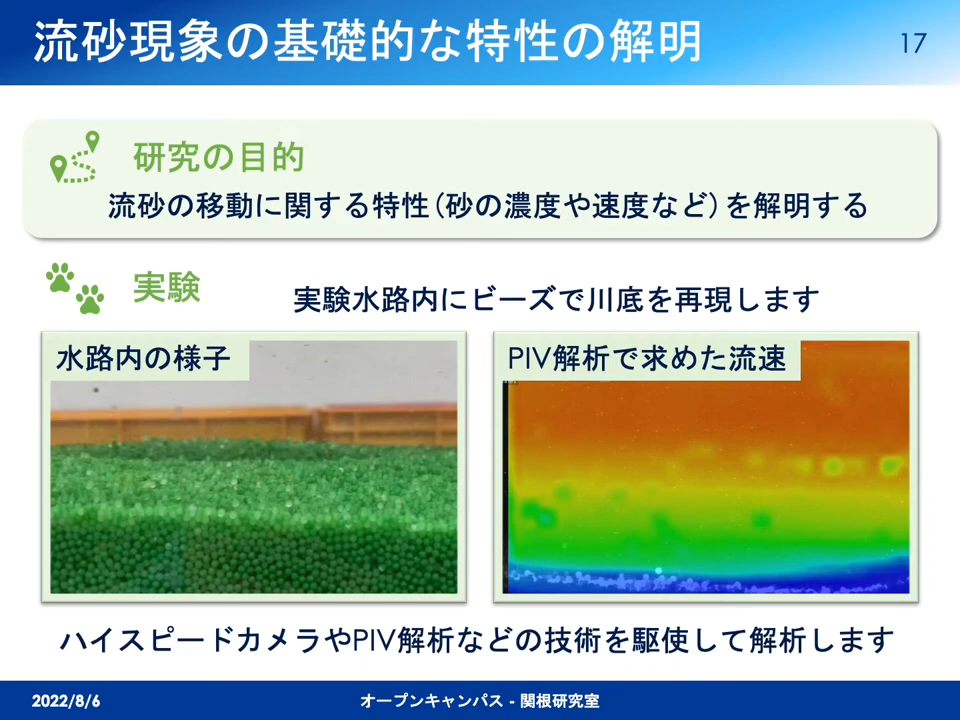 流砂現象の基礎的な特性の解明
17
研究の目的
流砂の移動に関する特性(砂の濃度や速度など)を解明する
実験
実験水路内にビーズで川底を再現します
水路内の様子
PIV解析で求めた流速
ハイスピードカメラやPIV解析などの技術を駆使して解析します
2022/8/6
オープンキャンパス - 関根研究室